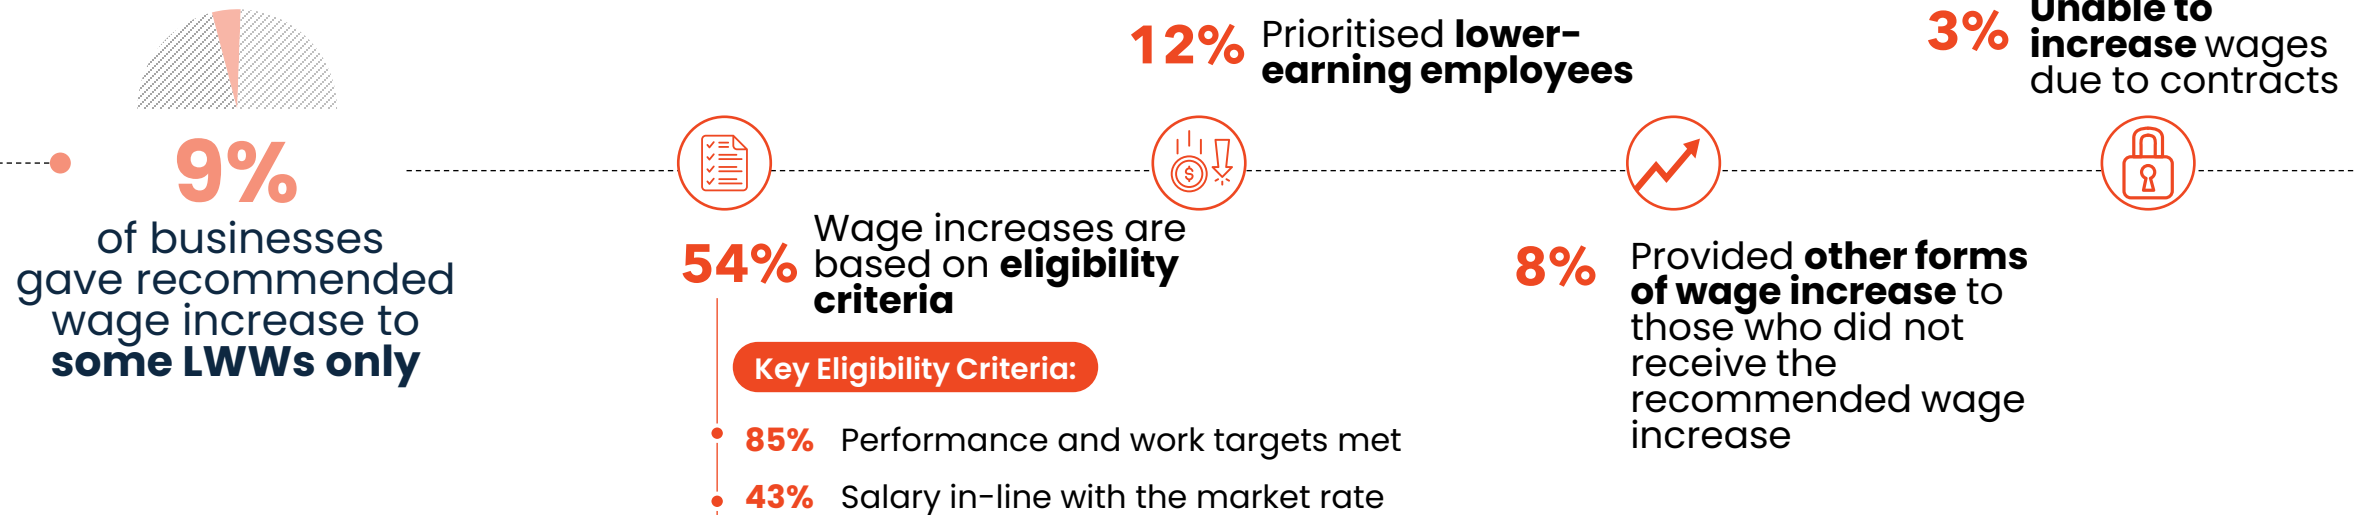 9%
of businesses
gave recommended
wage increase to
some LWWs only
54%
Wage increases are
based on eligibility
criteria
Key Eligibility Criteria:
85% Performance and work targets met
43% Salary in-line with the market rate
12%
Prioritised lower-
earning employees
8%
Provided other forms
of wage increase to
those who did not
receive the
recommended wage
increase
3%
Unable to
increase wages
due to contracts